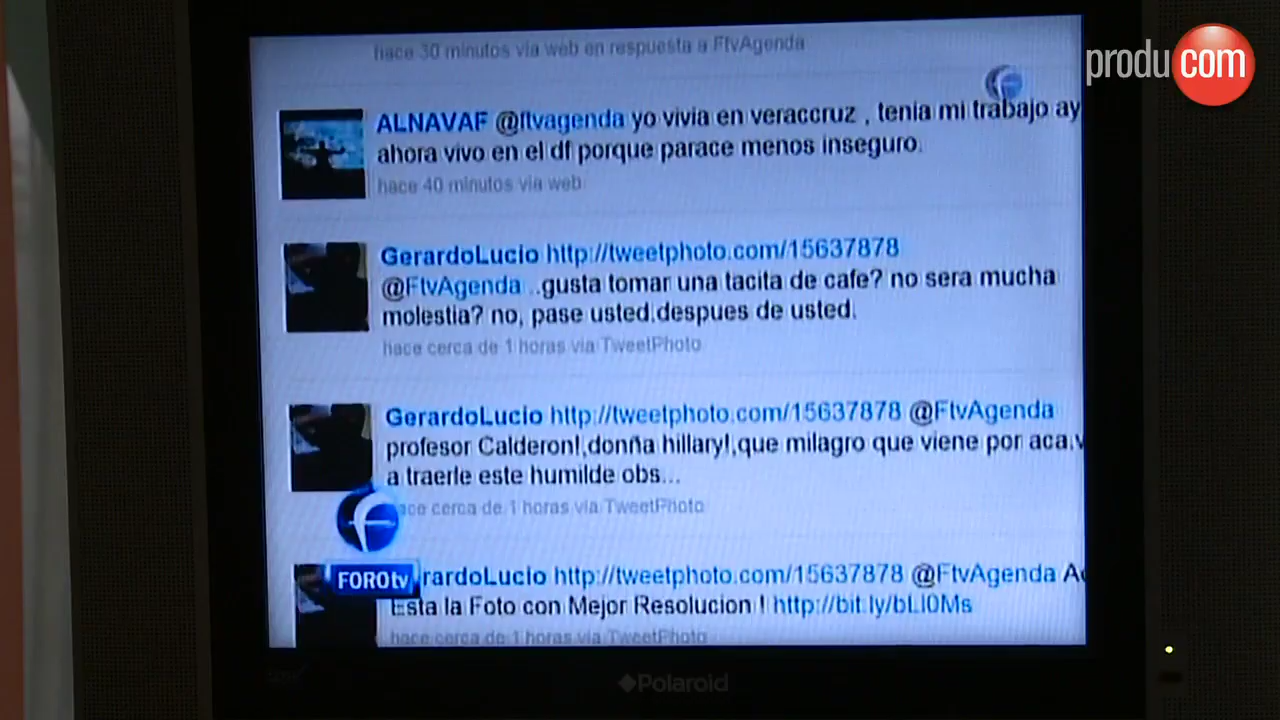 hace 30 minutos via web en respuesta a FtvAgenda
produ com
ALNAVAF @ftvagenda yo vivia en veraccruz , tenia mi trabajo ay
ahora vivo en el df porque parace menos inseguro.
hace 40 minutos via web
GerardoLucio http://tweetphoto.com/15637878
@FtvAgenda ..gusta tomar una tacita de cafe? no sera mucha
molestia? no, pase usted.despues de usted.
hace cerca de 1 horas via TweetPhoto
GerardoLucio http://tweetphoto.com/15637878 @FtvAgenda
profesor Calderon!,donña hillary!,que milagro que viene por aca.v
a traerle este humilde obs...
hace cerca de 1 horas via TweetPhoto
FOROtv
rardoLucio http://tweetphoto.com/15637878 @FtvAgenda
Esta la Foto con Mejor Resolucion ! http://bit.ly/bLI0Ms
hace cerca de 1 horas via TweetPhoto
Polaroid